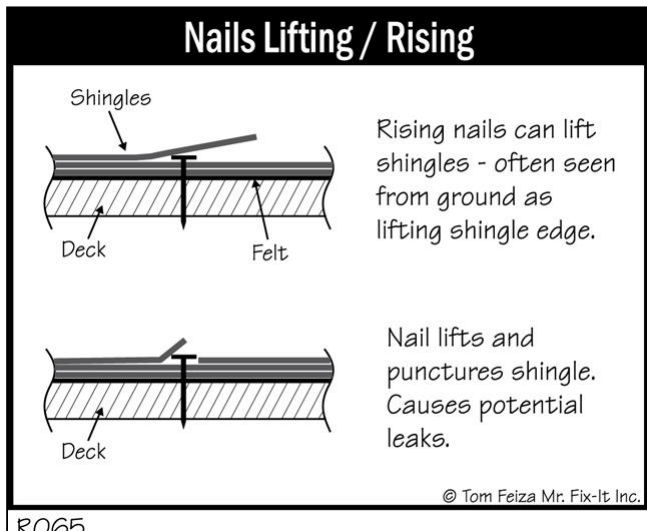 Nails Lifting / Rising
Shingles
Rising nails can lift
shingles - often seen
from ground as
lifting shingle edge.
Deck
Felt
Nail lifts and
punctures shingle.
Causes potential
leaks.
Deck
© Tom Feiza Mr. Fix-It Inc.
R065